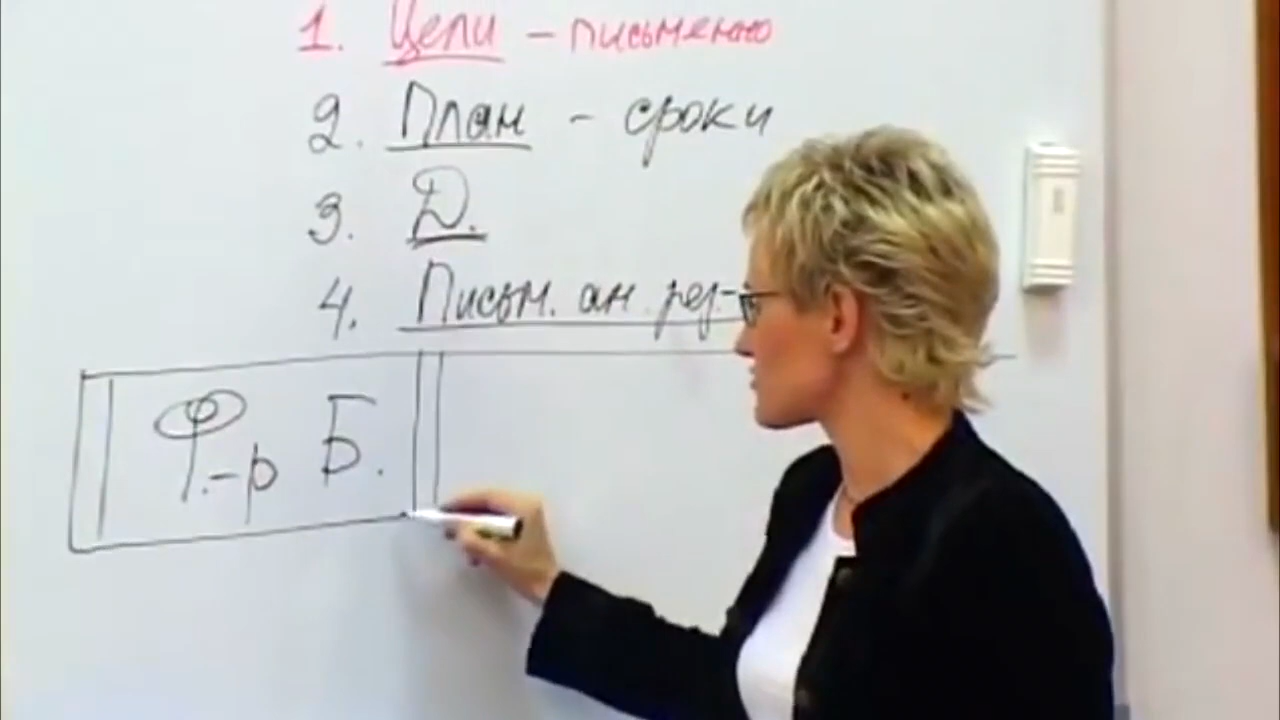 1. Цели - письменно
2. План - сроки
3. Д.
4. Письм. ан. рез-
Ф.-р Б.